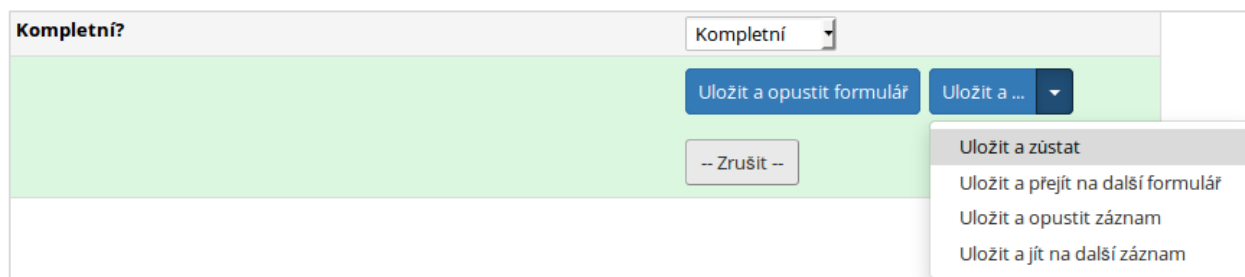 Kompletní?
Kompletní
Uložit a opustit formulář
Uložit a ...
-- Zrušit --
Uložit a zůstat
Uložit a přejít na další formulář
Uložit a opustit záznam
Uložit a jít na další záznam